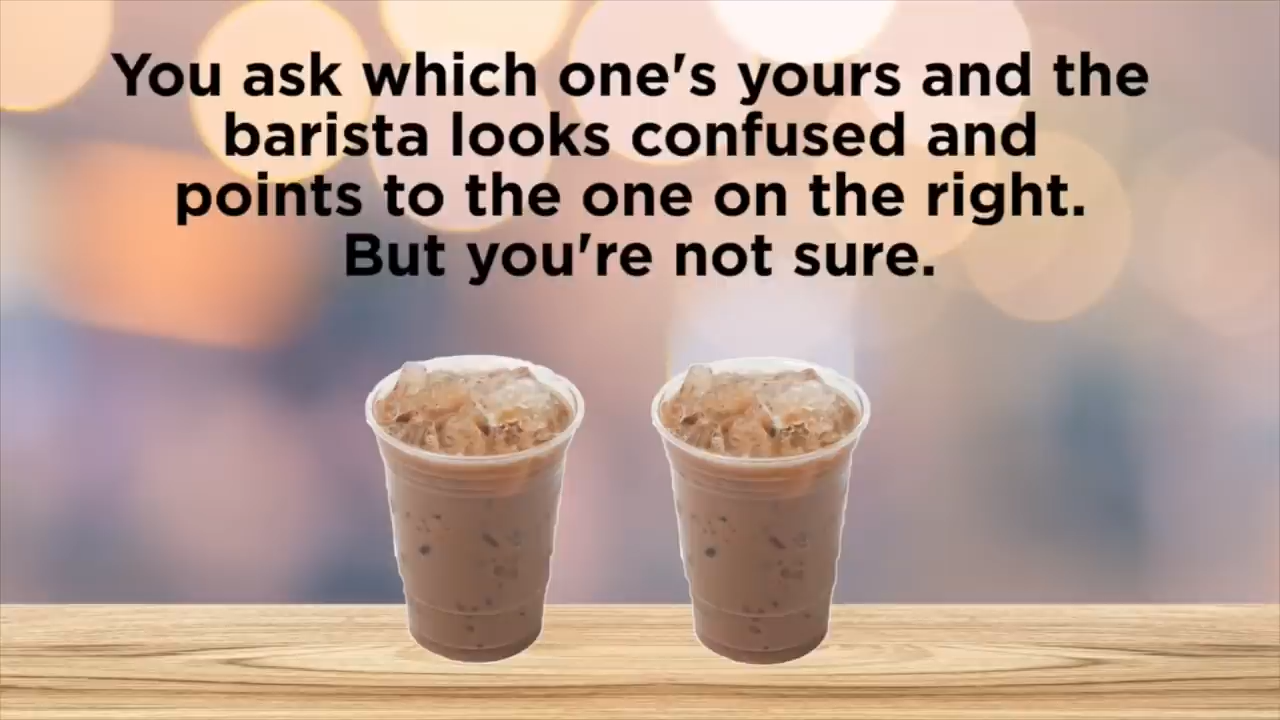 You ask which one's yours and the
barista looks confused and
points to the one on the right.
But you're not sure.